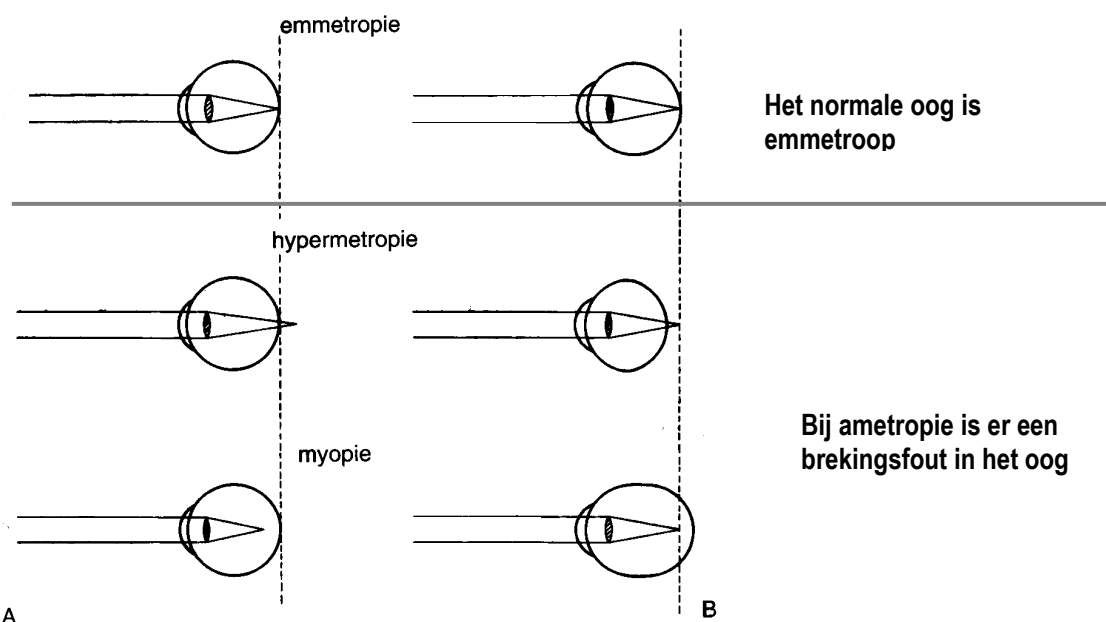 emmetropie
Het normale oog is
emmetroop
hypermetropie
Bij ametropie is er een
brekingsfout in het oog
myopie
A
B